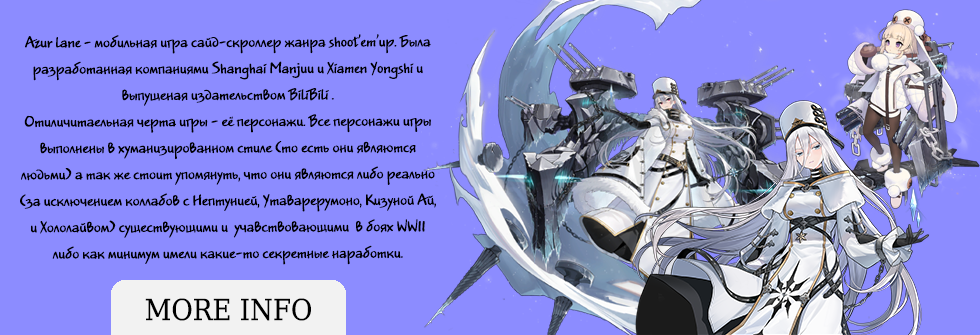 Azur Lane - мобильная игра сайд-скроллер жанра shoot'em'up. Была
разработанная компаниями Shanghai Manjuu и Xiamen Yongshi и
выпушеная издательством BiLiBiLi .
Отиличитаельная черта игры - её персонажи. Все персонажи игры
выполнены в хуманизированном стиле (то есть они являются
людьми) а так же стоит упомянуть, что они являются либо реально
(за исключением коллабов с Нептунией, Утаварерумоно, Кизуной Ай,
и Хололайвом) существующими и учавствовающими в боях WWII
либо как минимум имели какие-то секретные наработки.
MORE INFO